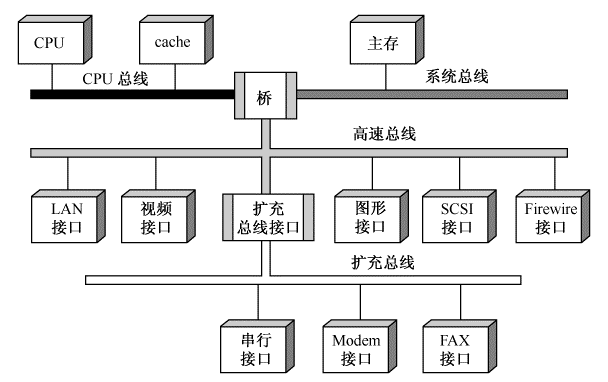 CPU
cache
主存
CPU 总线
桥
系统总线
高速总线
LAN
接口
视频
接口
扩充
总线接口
图形
接口
SCSI
接口
Firewire
接口
扩充总线
串行
接口
Modem
接口
FAX
接口